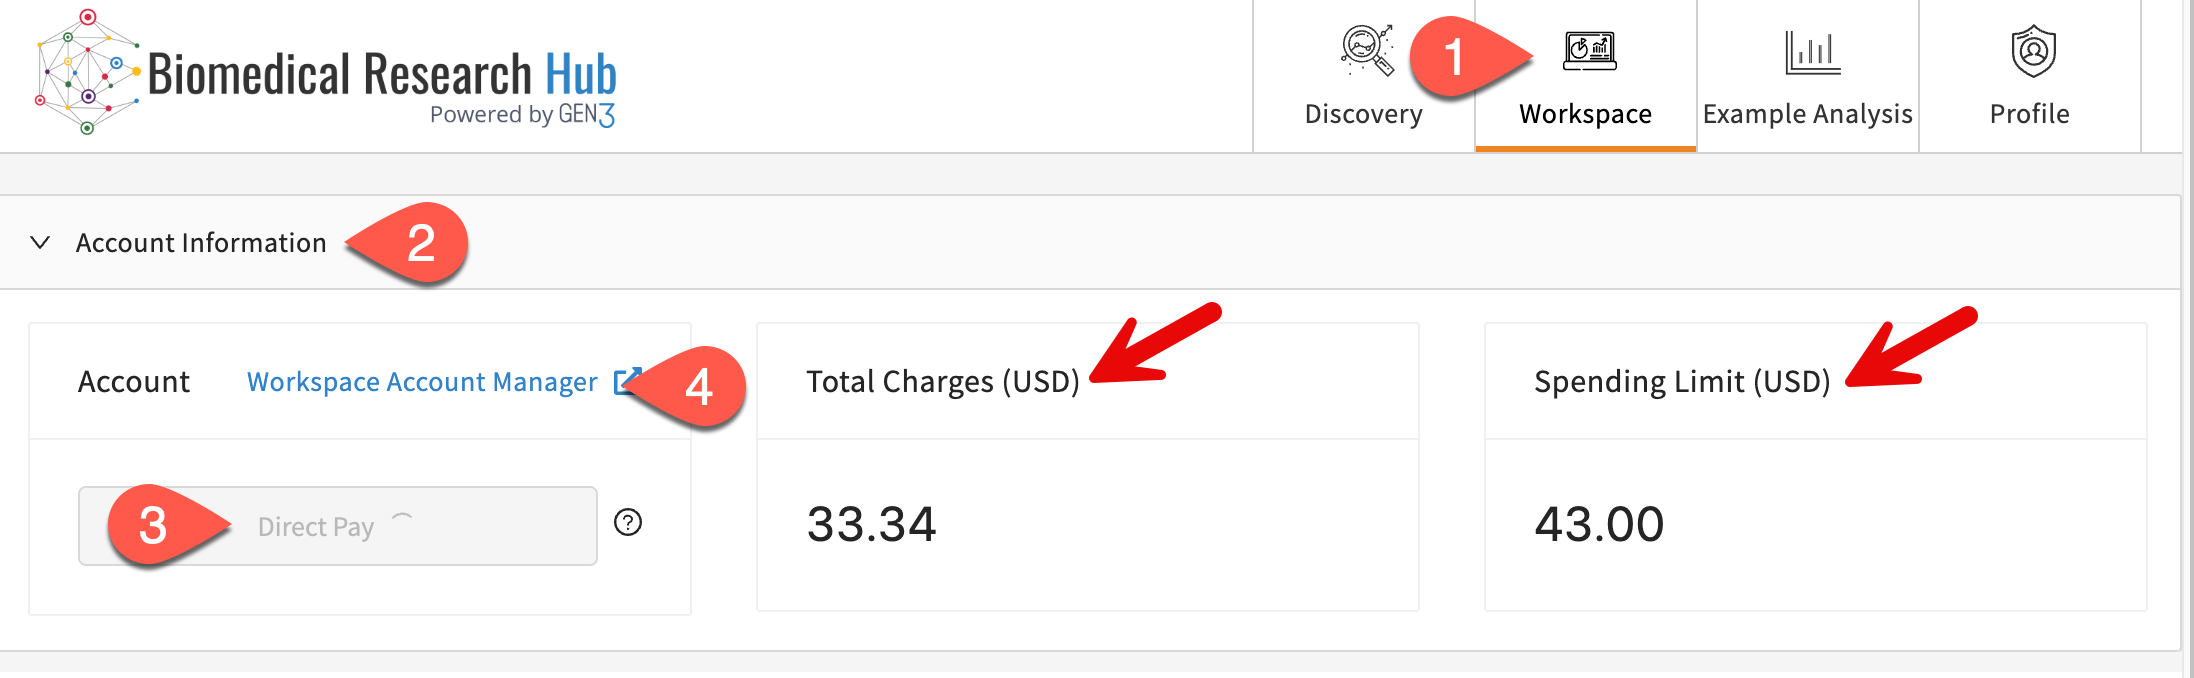 Biomedical Research Hub
Powered by GEN3
Discovery
1
Workspace
Example Analysis
Profile
Account Information
2
Account
Workspace Account Manager
4
Total Charges (USD)
Spending Limit (USD)
3
Direct Pay
?
33.34
43.00